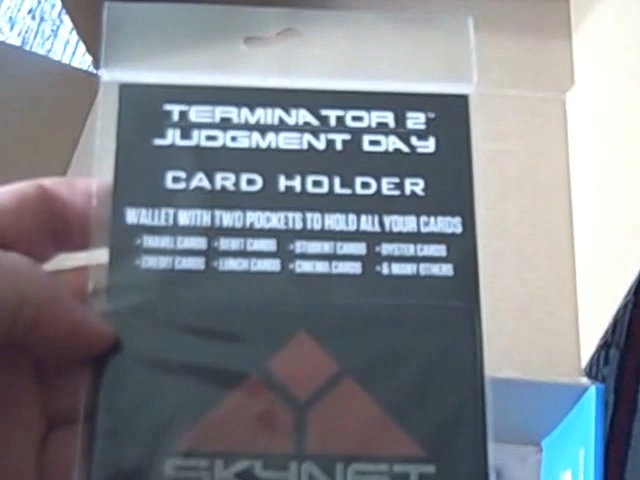 TERMINATOR 2™
JUDGMENT DAY
CARD HOLDER
WALLET WITH TWO POCKETS TO HOLD ALL YOUR CARDS
•TRAVEL CARDS •DEBIT CARDS •STUDENT CARDS •OYSTER CARDS
•CREDIT CARDS •LUNCH CARDS •CINEMA CARDS •& MANY OTHERS
SKYNET